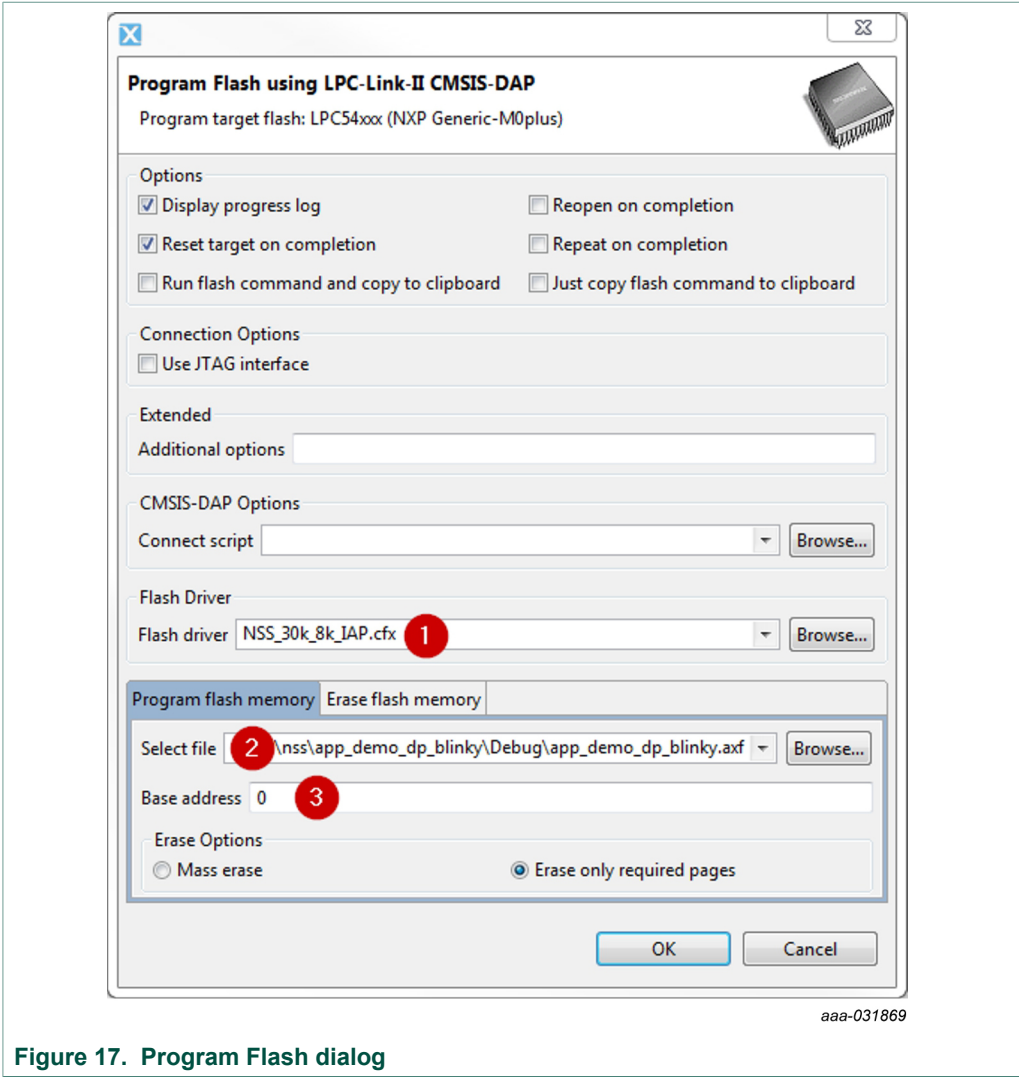 Program Flash using LPC-Link-II CMSIS-DAP
Program target flash: LPC54xxx (NXP Generic-M0plus)
Options
Display progress log
Reopen on completion
Reset target on completion
Repeat on completion
Run flash command and copy to clipboard
Just copy flash command to clipboard
Connection Options
Use JTAG interface
Extended
Additional options
CMSIS-DAP Options
Connect script Browse...
Flash Driver
Flash driver NSS_30k_8k_IAP.cfx 1 Browse...
Program flash memory Erase flash memory
Select file 2 \nss\app_demo_dp_blinky\Debug\app_demo_dp_blinky.axf Browse...
Base address 0 3
Erase Options
Mass erase Erase only required pages
OK Cancel
aaa-031869
Figure 17. Program Flash dialog